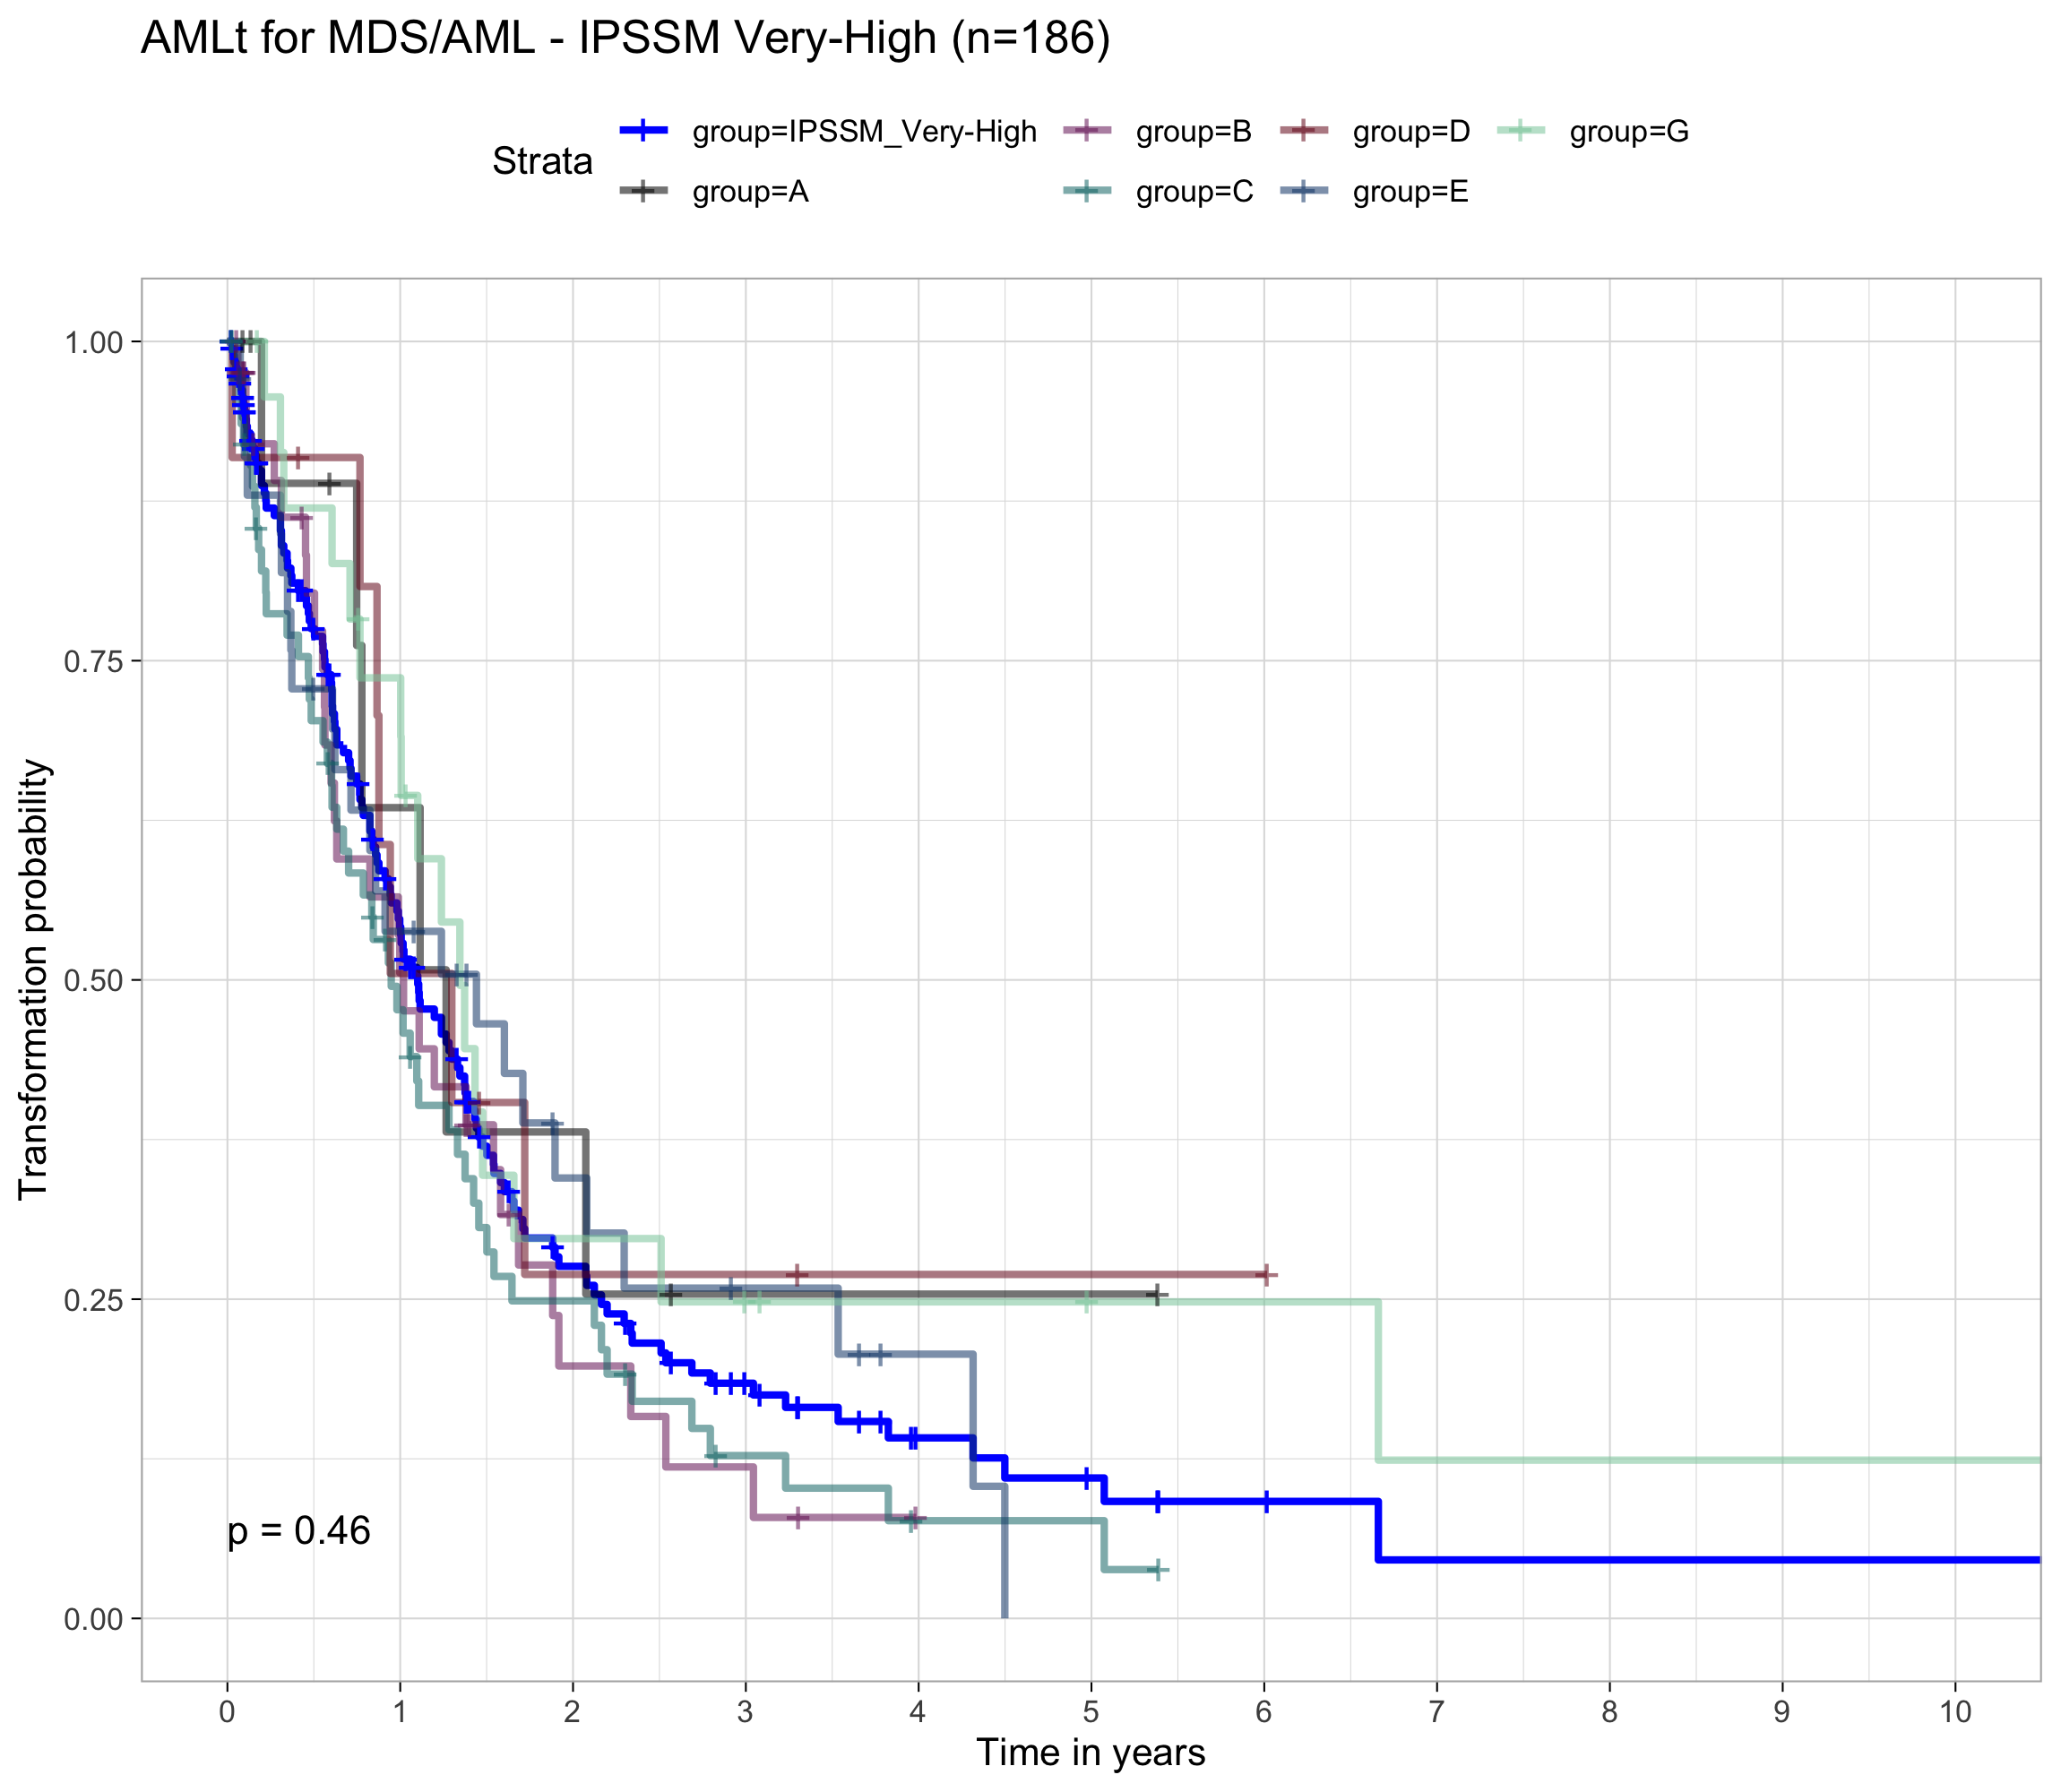 AMLt for MDS/AML - IPSSM Very-High (n=186)
Strata
group=IPSSM_Very-High
group=B
group=D
group=G
group=A
group=C
group=E
Transformation probability
1.00
0.75
0.50
0.25
0.00
p = 0.46
0 1 2 3 4 5 6 7 8 9 10
Time in years